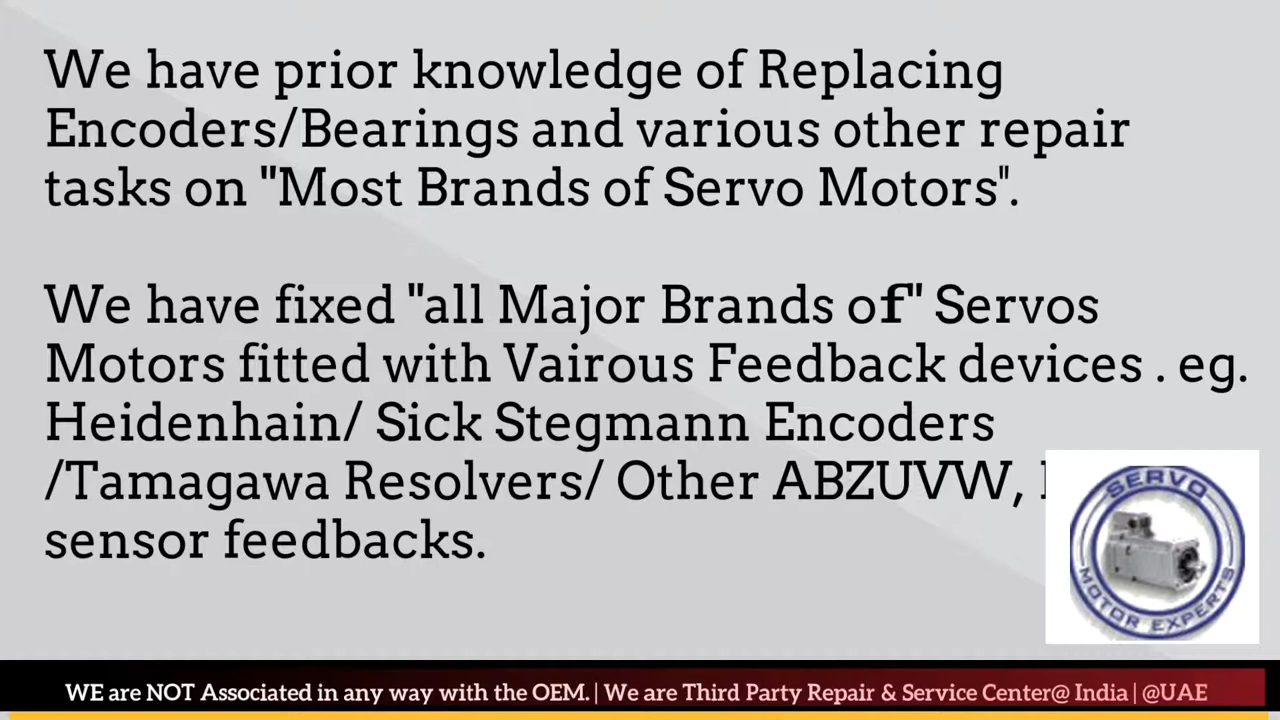 We have prior knowledge of Replacing
Encoders/Bearings and various other repair
tasks on "Most Brands of Servo Motors".
We have fixed "all Major Brands of" Servos
Motors fitted with Vairous Feedback devices . eg.
Heidenhain/ Sick Stegmann Encoders
/Tamagawa Resolvers/ Other ABZUVW,
sensor feedbacks.
SERVO
MOTOR EXPERTS
WE are NOT Associated in any way with the OEM. | We are Third Party Repair & Service Center@ India | @UAE